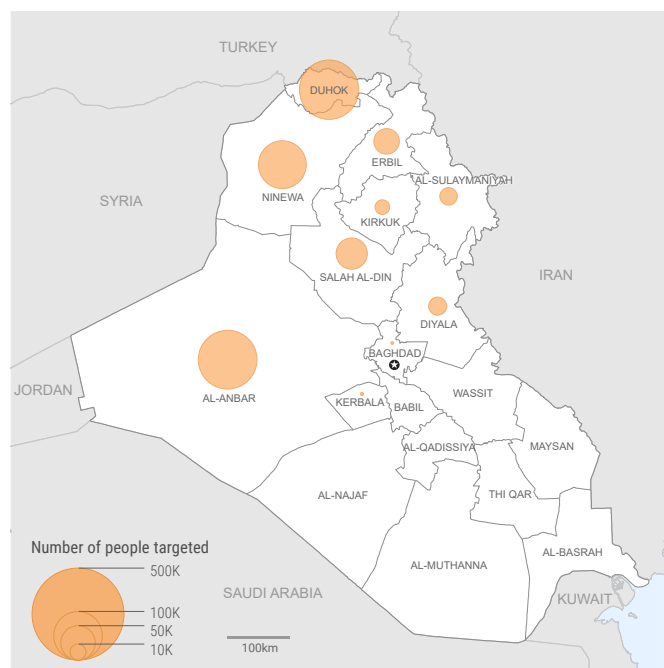 TURKEY
DUHOK
ERBIL
AL-SULAYMANIYAH
NINEWA
SYRIA
KIRKUK
SALAH AL-DIN
IRAN
DIYALA
BAGHDAD
JORDAN
AL-ANBAR
KERBALA
BABIL
WASSIT
AL-QADISSIYA
MAYSAN
AL-NAJAF
THI QAR
AL-BASRAH
AL-MUTHANNA
Number of people targeted
500K
100K
50K
10K
SAUDI ARABIA
KUWAIT
100km